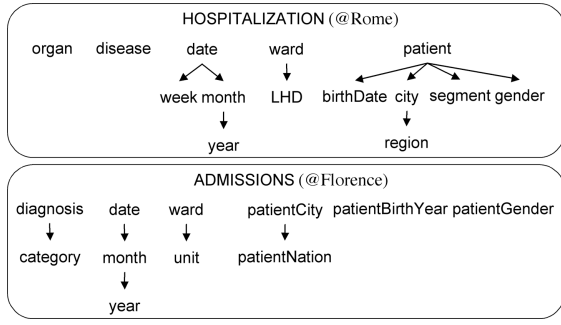 HOSPITALIZATION (@Rome)
organ disease date ward patient
week month LHD birthDate city segment gender
year region
ADMISSIONS (@Florence)
diagnosis date ward patientCity patientBirthYear patientGender
category month unit patientNation
year